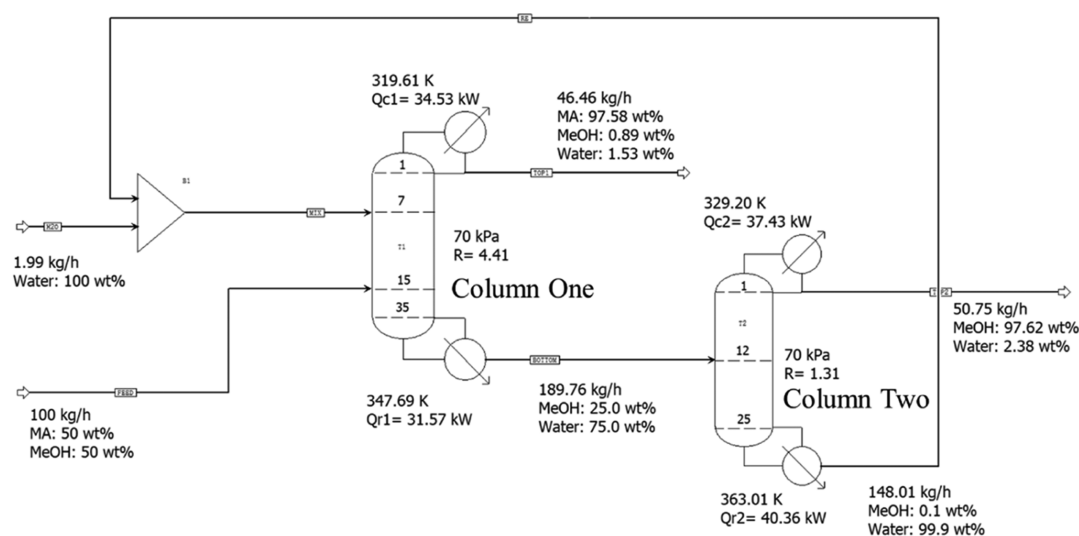 RE
319.61 K
Qc1= 34.53 kW
46.46 kg/h
MA: 97.58 wt%
MeOH: 0.89 wt%
Water: 1.53 wt%
1
TOP1
B1
7
MIX
H2O
1.99 kg/h
Water: 100 wt%
T1
70 kPa
R= 4.41
15
Column One
35
329.20 K
Qc2= 37.43 kW
1
50.75 kg/h
MeOH: 97.62 wt%
Water: 2.38 wt%
T2
12
70 kPa
R= 1.31
Column Two
25
BOTTOM
189.76 kg/h
MeOH: 25.0 wt%
Water: 75.0 wt%
347.69 K
Qr1= 31.57 kW
FEED
100 kg/h
MA: 50 wt%
MeOH: 50 wt%
363.01 K
Qr2= 40.36 kW
148.01 kg/h
MeOH: 0.1 wt%
Water: 99.9 wt%